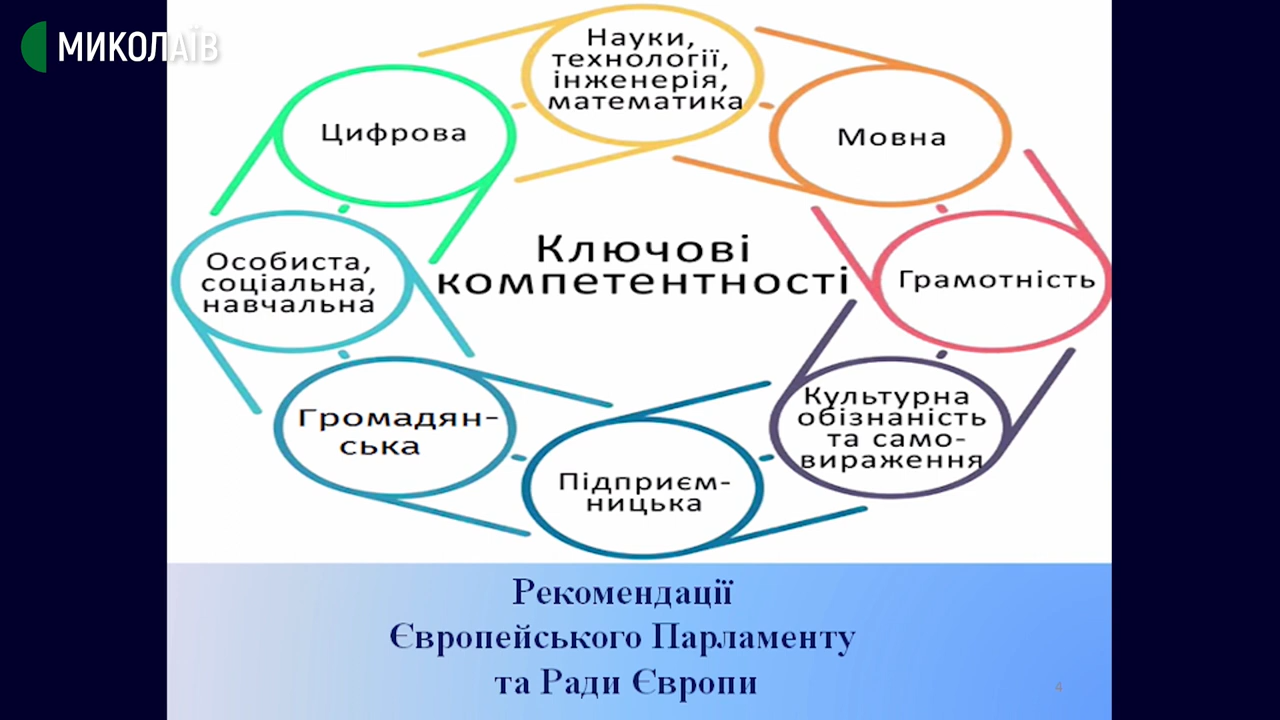 МИКОЛАЇВ
Науки,
технології,
інженерія,
математика
Цифрова
Мовна
Ключові
компетентності
Особиста,
соціальна,
навчальна
Грамотність
Громадян-
ська
Культурна
обізнаність
та само-
вираження
Підприєм-
ницька
Рекомендації
Європейського Парламенту
та Ради Європи
4